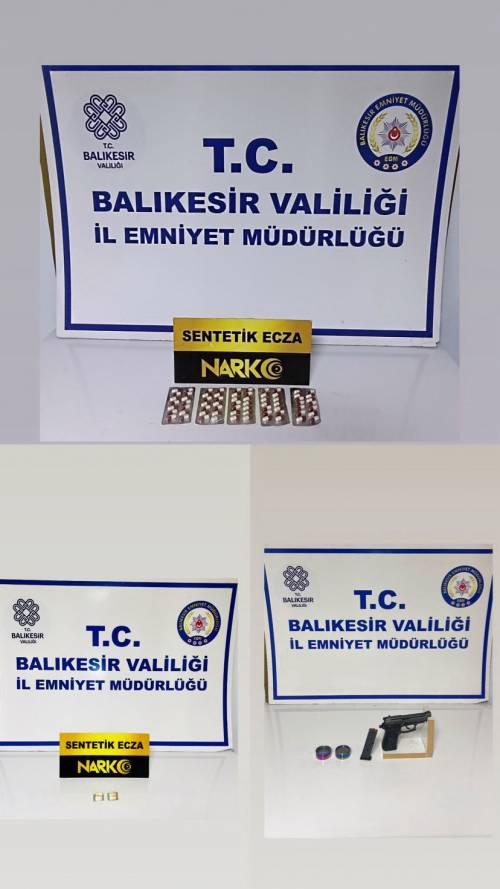 T.C.
BALIKESİR
VALİLİĞİ
BALIKESİR EMNİYET MÜDÜRLÜĞÜ
EGM
T.C.
BALIKESİR VALİLİĞİ
İL EMNİYET MÜDÜRLÜĞÜ
SENTETİK ECZA
NARKO
T.C.
BALIKESİR
VALİLİĞİ
T.C.
BALIKESİR VALİLİĞİ
İL EMNİYET MÜDÜRLÜĞÜ
SENTETİK ECZA
NARKO
T.C.
BALIKESİR
VALİLİĞİ
T.C.
BALIKESİR VALİLİĞİ
İL EMNİYET MÜDÜRLÜĞÜ